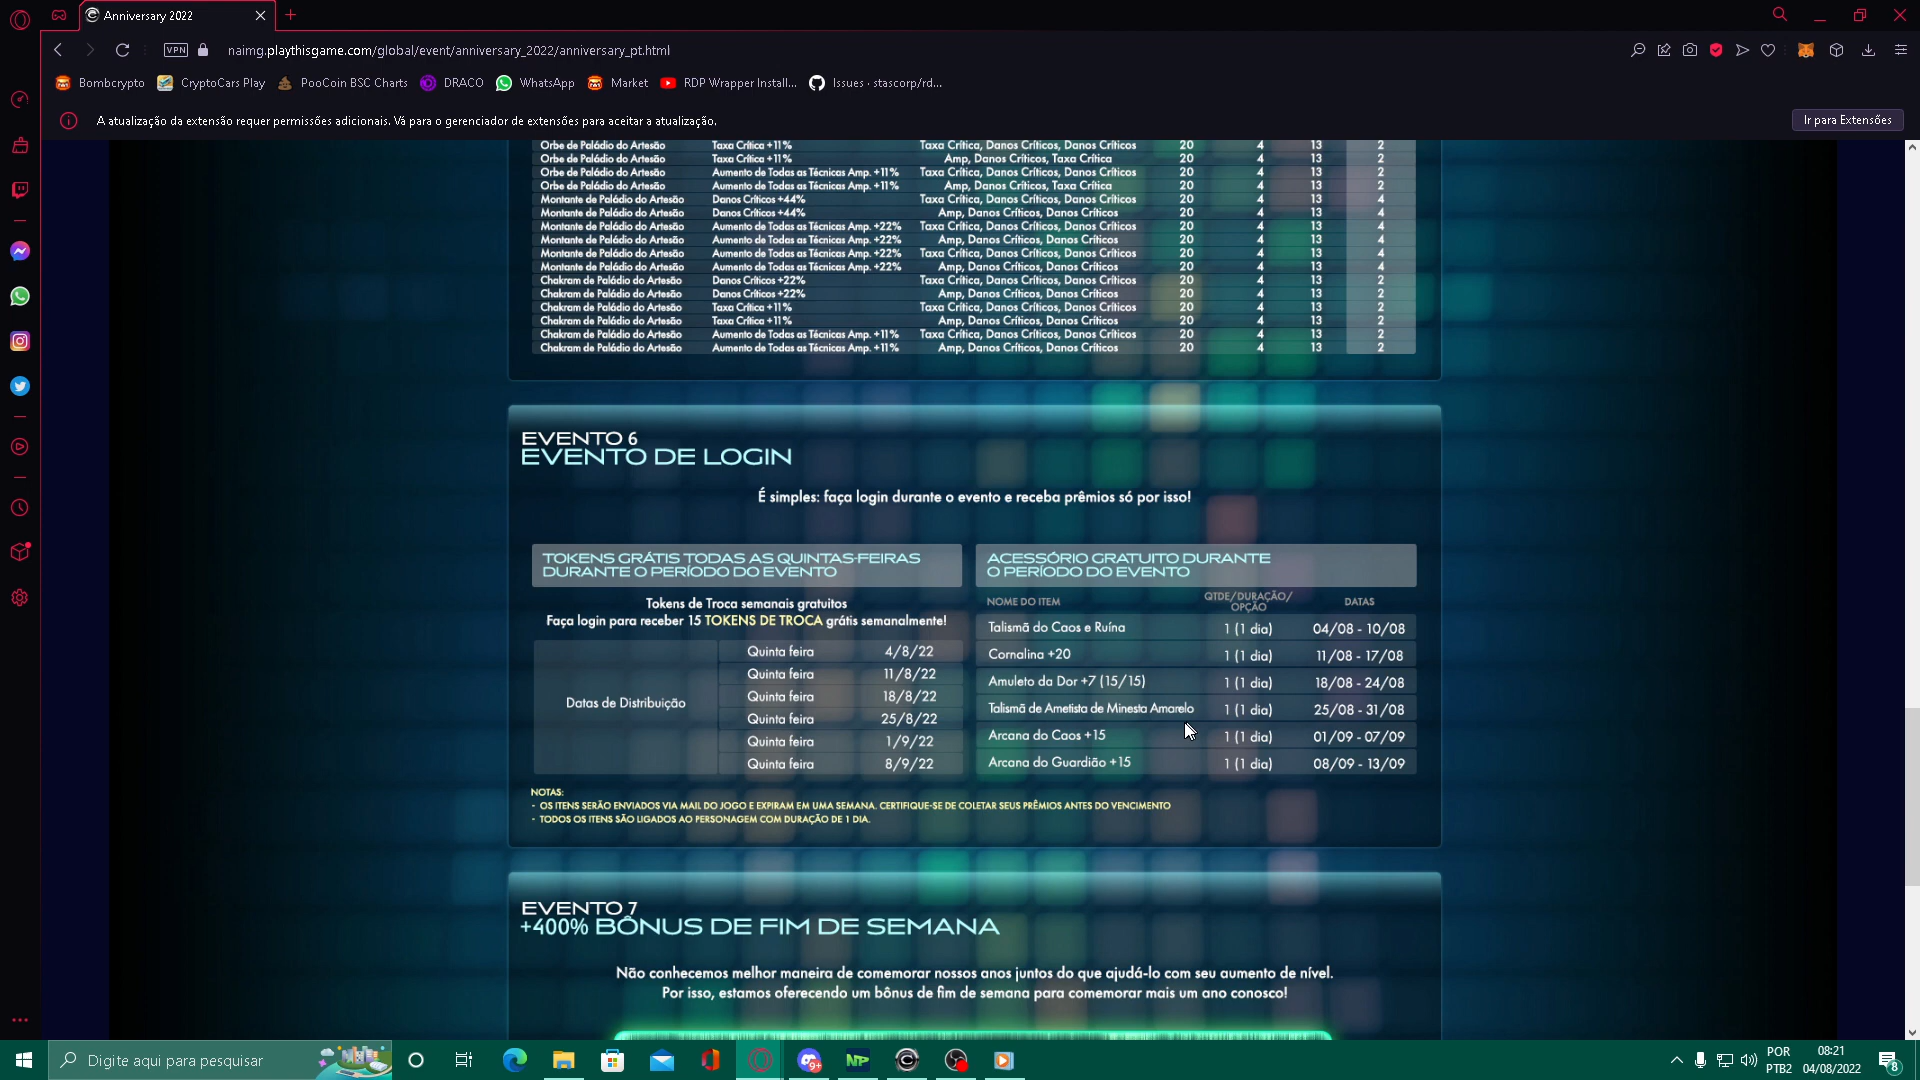 Anniversary 2022
VPN
naimg.playthisgame.com/global/event/anniversary_2022/anniversary_pt.html
Bombcrypto CryptoCars Play PooCoin BSC Charts DRACO WhatsApp Market RDP Wrapper Install... Issues · stascorp/rd...
A atualização da extensão requer permissões adicionais. Vá para o gerenciador de extensões para aceitar a atualização.
Ir para Extensões
Orbe de Paládio do Artesão Taxa Crítica +11% Taxa Crítica, Danos Críticos, Danos Críticos 20 4 13 2
Orbe de Paládio do Artesão Taxa Crítica +11% Amp, Danos Críticos, Taxa Crítica 20 4 13 2
Orbe de Paládio do Artesão Aumento de Todas as Técnicas Amp. +11% Taxa Crítica, Danos Críticos, Danos Críticos 20 4 13 2
Orbe de Paládio do Artesão Aumento de Todas as Técnicas Amp. +11% Amp, Danos Críticos, Taxa Crítica 20 4 13 2
Montante de Paládio do Artesão Danos Críticos +44% Taxa Crítica, Danos Críticos, Danos Críticos 20 4 13 4
Montante de Paládio do Artesão Danos Críticos +44% Amp, Danos Críticos, Danos Críticos 20 4 13 4
Montante de Paládio do Artesão Aumento de Todas as Técnicas Amp. +22% Taxa Crítica, Danos Críticos, Danos Críticos 20 4 13 4
Montante de Paládio do Artesão Aumento de Todas as Técnicas Amp. +22% Amp, Danos Críticos, Danos Críticos 20 4 13 4
Montante de Paládio do Artesão Aumento de Todas as Técnicas Amp. +22% Taxa Crítica, Danos Críticos, Danos Críticos 20 4 13 4
Montante de Paládio do Artesão Aumento de Todas as Técnicas Amp. +22% Amp, Danos Críticos, Danos Críticos 20 4 13 4
Chakram de Paládio do Artesão Danos Críticos +22% Taxa Crítica, Danos Críticos, Danos Críticos 20 4 13 2
Chakram de Paládio do Artesão Danos Críticos +22% Amp, Danos Críticos, Danos Críticos 20 4 13 2
Chakram de Paládio do Artesão Taxa Crítica +11% Taxa Crítica, Danos Críticos, Danos Críticos 20 4 13 2
Chakram de Paládio do Artesão Taxa Crítica +11% Amp, Danos Críticos, Danos Críticos 20 4 13 2
Chakram de Paládio do Artesão Aumento de Todas as Técnicas Amp. +11% Taxa Crítica, Danos Críticos, Danos Críticos 20 4 13 2
Chakram de Paládio do Artesão Aumento de Todas as Técnicas Amp. +11% Amp, Danos Críticos, Danos Críticos 20 4 13 2
EVENTO 6
EVENTO DE LOGIN
É simples: faça login durante o evento e receba prêmios só por isso!
TOKENS GRÁTIS TODAS AS QUINTAS-FEIRAS
DURANTE O PERÍODO DO EVENTO
Tokens de Troca semanais gratuitos
Faça login para receber 15 TOKENS DE TROCA grátis semanalmente!
Datas de Distribuição
Quinta feira 4/8/22
Quinta feira 11/8/22
Quinta feira 18/8/22
Quinta feira 25/8/22
Quinta feira 1/9/22
Quinta feira 8/9/22
ACESSÓRIO GRATUITO DURANTE
O PERÍODO DO EVENTO
NOME DO ITEM QTDE/DURAÇÃO/OPÇÃO DATAS
Talismã do Caos e Ruína 1 (1 dia) 04/08 - 10/08
Cornalina +20 1 (1 dia) 11/08 - 17/08
Amuleto da Dor +7 (15/15) 1 (1 dia) 18/08 - 24/08
Talismã de Ametista de Minesta Amarelo 1 (1 dia) 25/08 - 31/08
Arcana do Caos +15 1 (1 dia) 01/09 - 07/09
Arcana do Guardião +15 1 (1 dia) 08/09 - 13/09
NOTAS:
- OS ITENS SERÃO ENVIADOS VIA MAIL DO JOGO E EXPIRAM EM UMA SEMANA. CERTIFIQUE-SE DE COLETAR SEUS PRÊMIOS ANTES DO VENCIMENTO
- TODOS OS ITENS SÃO LIGADOS AO PERSONAGEM COM DURAÇÃO DE 1 DIA.
EVENTO 7
+400% BÔNUS DE FIM DE SEMANA
Não conhecemos melhor maneira de comemorar nossos anos juntos do que ajudá-lo com seu aumento de nível.
Por isso, estamos oferecendo um bônus de fim de semana para comemorar mais um ano conosco!
Digite aqui para pesquisar
9+
NP
POR
PTB2
08:21
04/08/2022
8